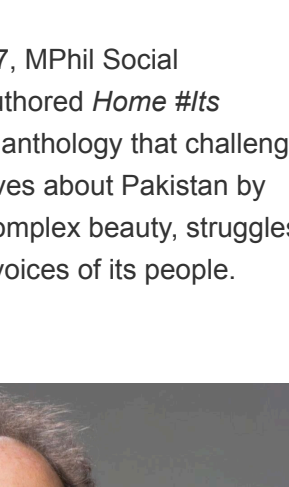 7, MPhil Social
uthored Home #Its
anthology that challeng
ves about Pakistan by
omplex beauty, struggles
voices of its people.